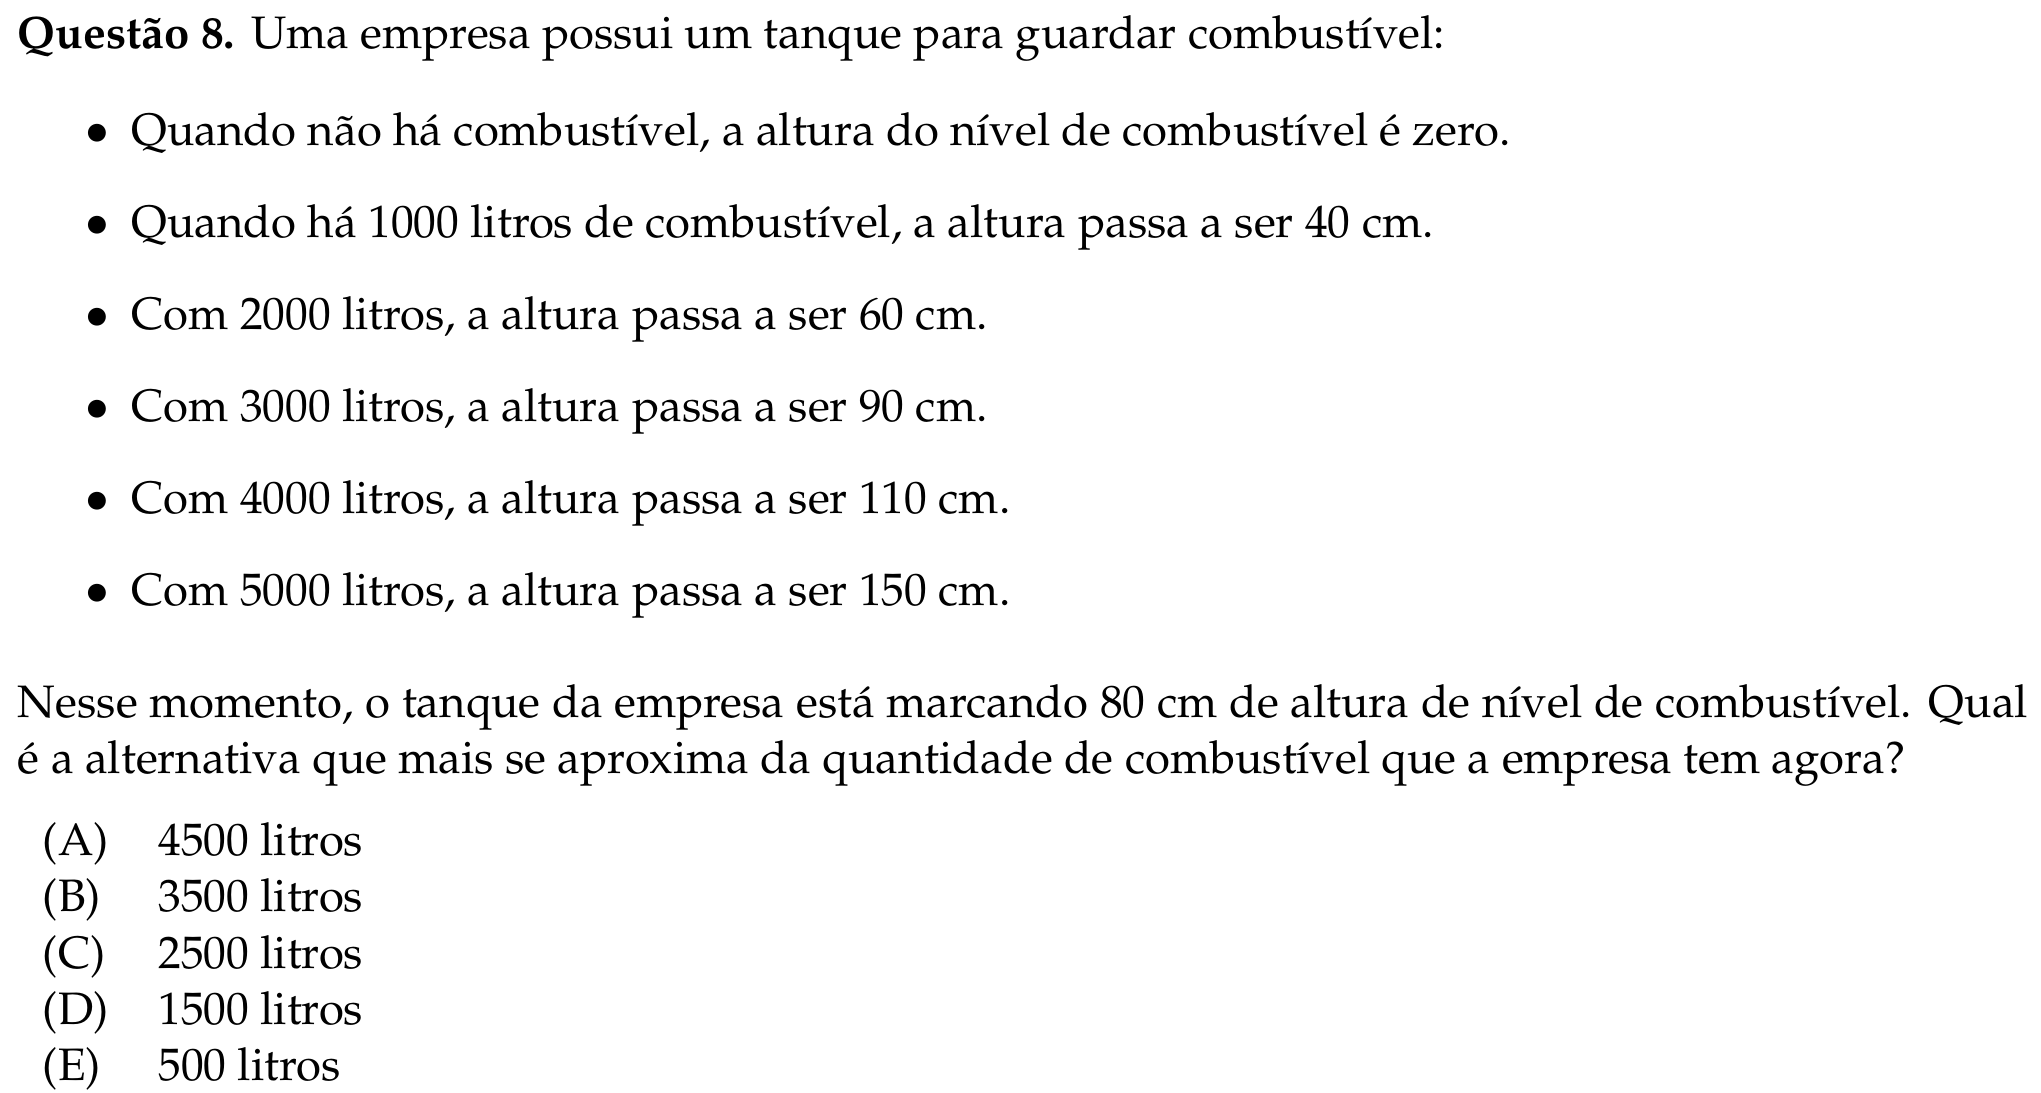 Questão 8. Uma empresa possui um tanque para guardar combustível:
• Quando não há combustível, a altura do nível de combustível é zero.
• Quando há 1000 litros de combustível, a altura passa a ser 40 cm.
• Com 2000 litros, a altura passa a ser 60 cm.
• Com 3000 litros, a altura passa a ser 90 cm.
• Com 4000 litros, a altura passa a ser 110 cm.
• Com 5000 litros, a altura passa a ser 150 cm.
Nesse momento, o tanque da empresa está marcando 80 cm de altura de nível de combustível. Qual
é a alternativa que mais se aproxima da quantidade de combustível que a empresa tem agora?
(A) 4500 litros
(B) 3500 litros
(C) 2500 litros
(D) 1500 litros
(E) 500 litros